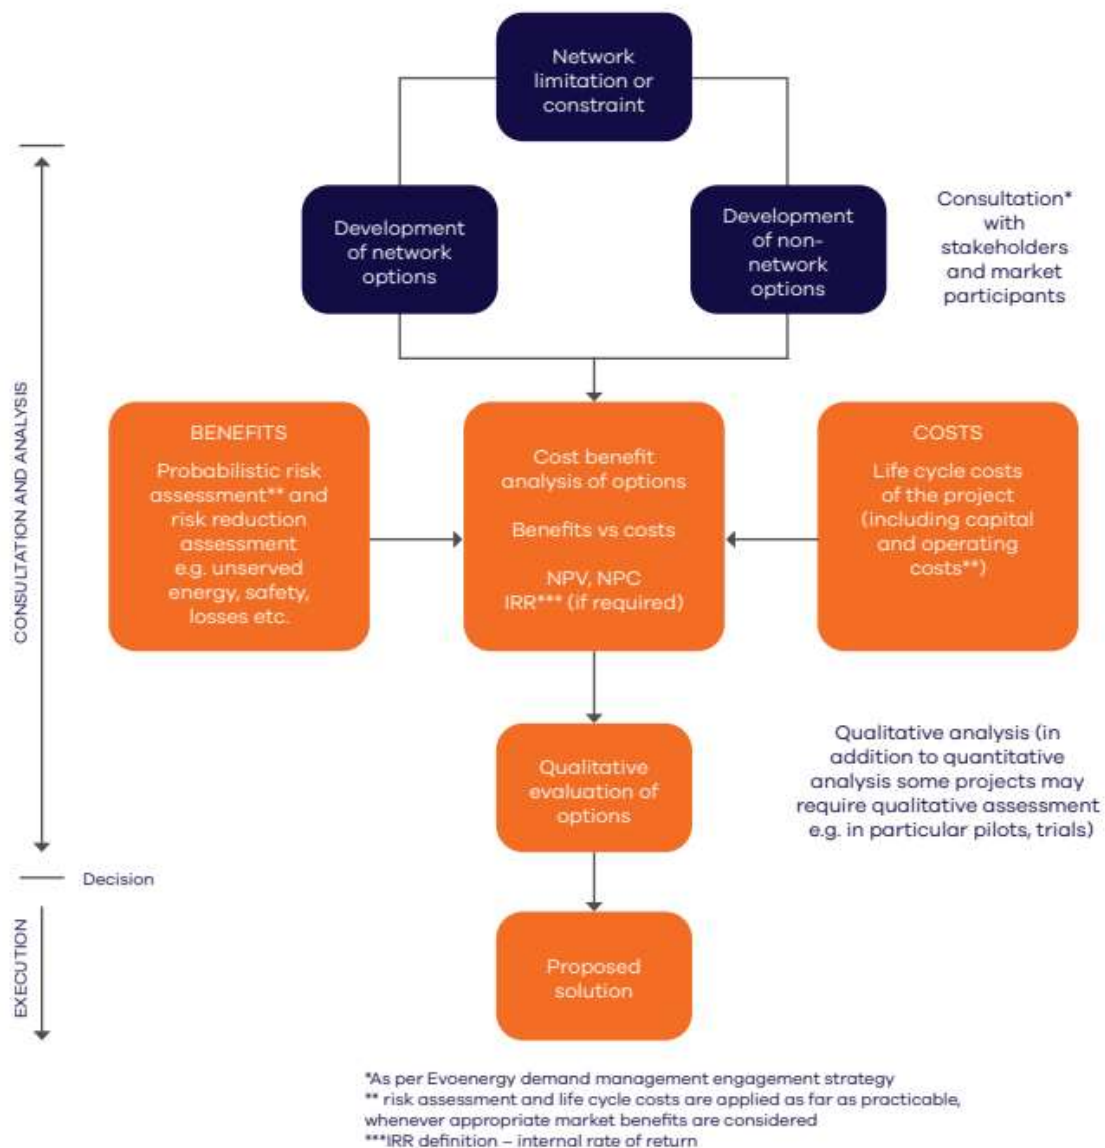 Network
limitation or
constraint
Development
of network
options
Development
of non-
network
options
Consultation*
with
stakeholders
and market
participants
CONSULTATION AND ANALYSIS
BENEFITS
Probabilistic risk
assessment** and
risk reduction
assessment
e.g. unserved
energy, safety,
losses etc.
Cost benefit
analysis of options
Benefits vs costs
NPV, NPC
IRR*** (if required)
COSTS
Life cycle costs
of the project
(including capital
and operating
costs**)
Qualitative
evaluation of
options
Qualitative analysis (in
addition to quantitative
analysis some projects may
require qualitative assessment
e.g. in particular pilots, trials)
Decision
EXECUTION
Proposed
solution
*As per Evoenergy demand management engagement strategy
** risk assessment and life cycle costs are applied as far as practicable,
whenever appropriate market benefits are considered
***IRR definition – internal rate of return